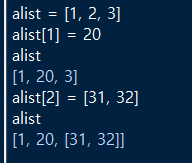 alist = [1, 2, 3]
alist[1] = 20
alist
[1, 20, 3]
alist[2] = [31, 32]
alist
[1, 20, [31, 32]]